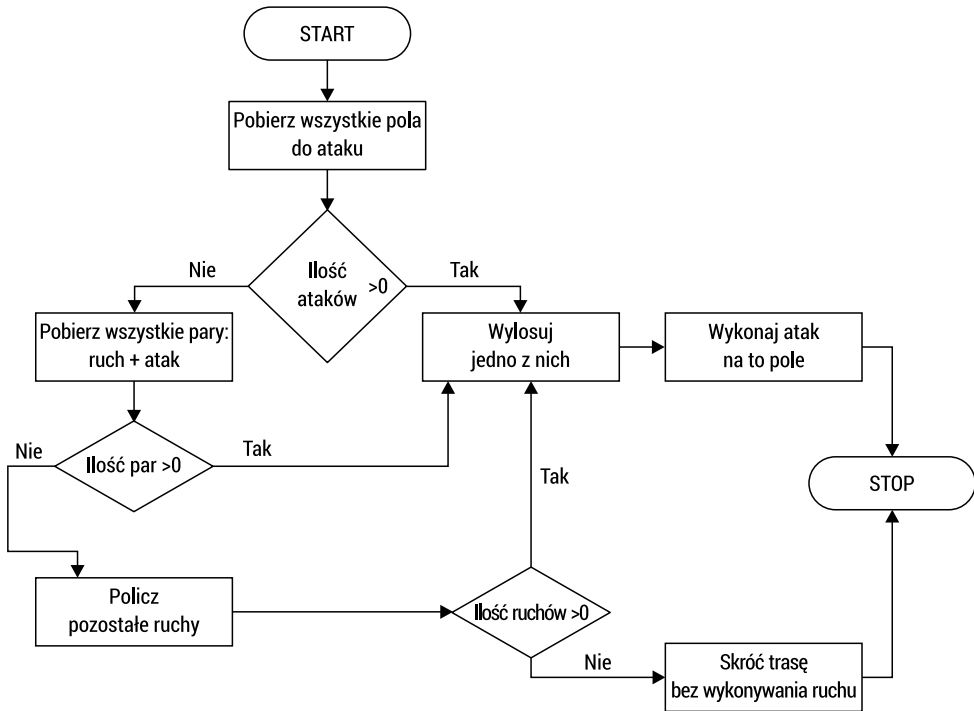 START
Pobierz wszystkie pola
do ataku
Ilość
ataków
>0
Nie
Tak
Pobierz wszystkie pary:
ruch + atak
Wylosuj
jedno z nich
Wykonaj atak
na to pole
Ilość par >0
Nie
Tak
Tak
STOP
Policz
pozostałe ruchy
Ilość ruchów >0
Nie
Skróć trasę
bez wykonywania ruchu